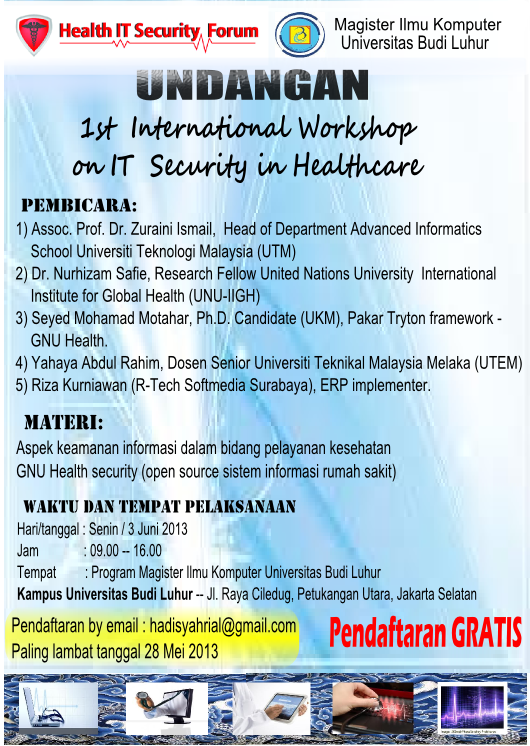 Health IT Security Forum
Magister Ilmu Komputer
Universitas Budi Luhur
UNDANGAN
1st International Workshop
on IT Security in Healthcare
PEMBICARA:
1) Assoc. Prof. Dr. Zuraini Ismail, Head of Department Advanced Informatics
School Universiti Teknologi Malaysia (UTM)
2) Dr. Nurhizam Safie, Research Fellow United Nations University International
Institute for Global Health (UNU-IIGH)
3) Seyed Mohamad Motahar, Ph.D. Candidate (UKM), Pakar Tryton framework -
GNU Health.
4) Yahaya Abdul Rahim, Dosen Senior Universiti Teknikal Malaysia Melaka (UTEM)
5) Riza Kurniawan (R-Tech Softmedia Surabaya), ERP implementer.
MATERI:
Aspek keamanan informasi dalam bidang pelayanan kesehatan
GNU Health security (open source sistem informasi rumah sakit)
WAKTU DAN TEMPAT PELAKSANAAN
Hari/tanggal : Senin / 3 Juni 2013
Jam : 09.00 -- 16.00
Tempat : Program Magister Ilmu Komputer Universitas Budi Luhur
Kampus Universitas Budi Luhur -- Jl. Raya Ciledug, Petukangan Utara, Jakarta Selatan
Pendaftaran by email : hadisyahrial@gmail.com
Paling lambat tanggal 28 Mei 2013
Pendaftaran GRATIS